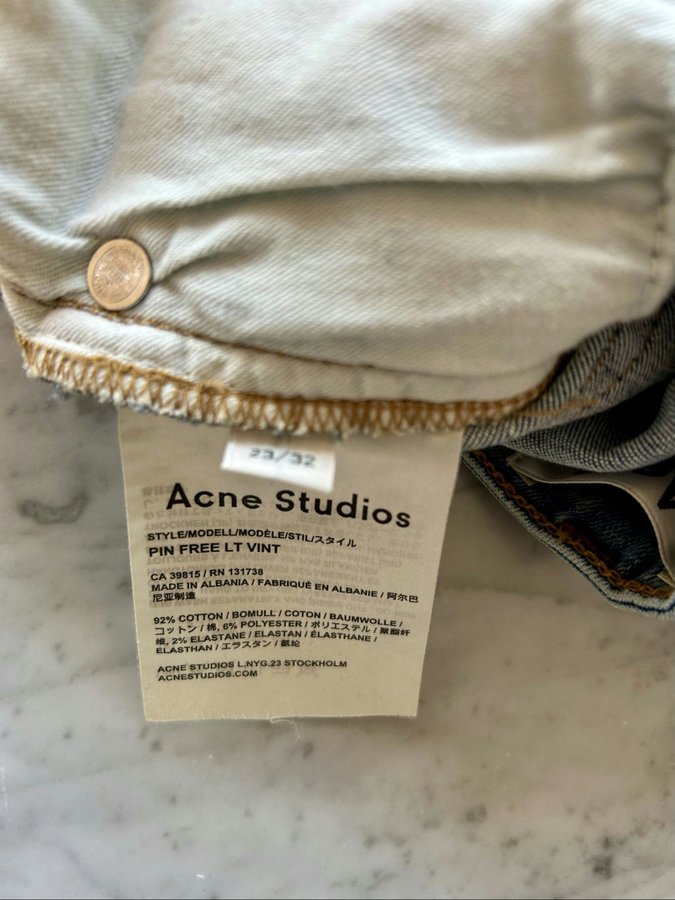 23/32
Acne Studios
STYLE/MODELL/MODÈLE/STIL/スタイル
PIN FREE LT VINT
CA 39815 / RN 131738
MADE IN ALBANIA / FABRIQUÉ EN ALBANIE / 阿尔巴
尼亚制造
92% COTTON / BOMULL / COTON / BAUMWOLLE /
コットン / 棉, 6% POLYESTER / ポリエステル / 聚酯纤
维, 2% ELASTANE / ELASTAN / ÉLASTHANE /
ELASTHAN / エラスタン / 氨纶
ACNE STUDIOS L.NYG.23 STOCKHOLM
ACNESTUDIOS.COM